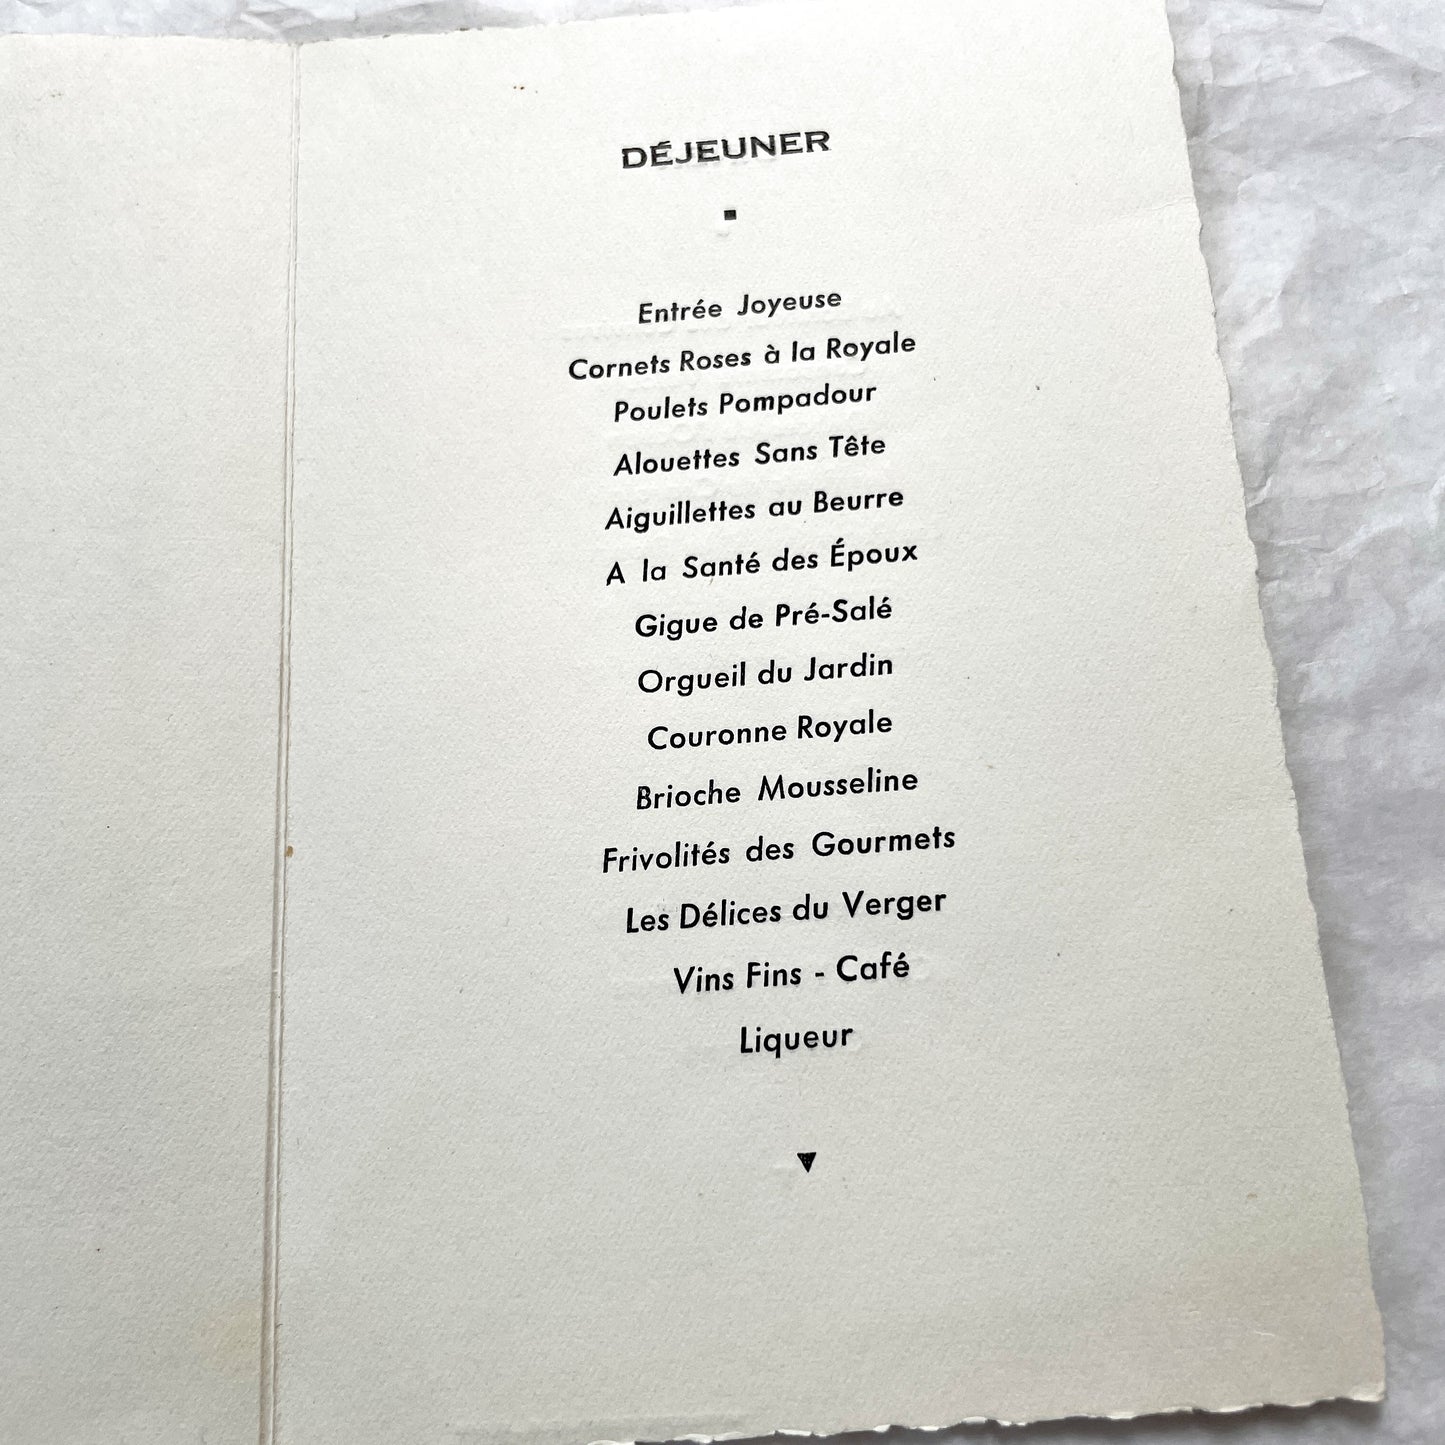 DÉJEUNER
Entrée Joyeuse
Cornets Roses à la Royale
Poulets Pompadour
Alouettes Sans Tête
Aiguillettes au Beurre
A la Santé des Époux
Gigue de Pré-Salé
Orgueil du Jardin
Couronne Royale
Brioche Mousseline
Frivolités des Gourmets
Les Délices du Verger
Vins Fins - Café
Liqueur